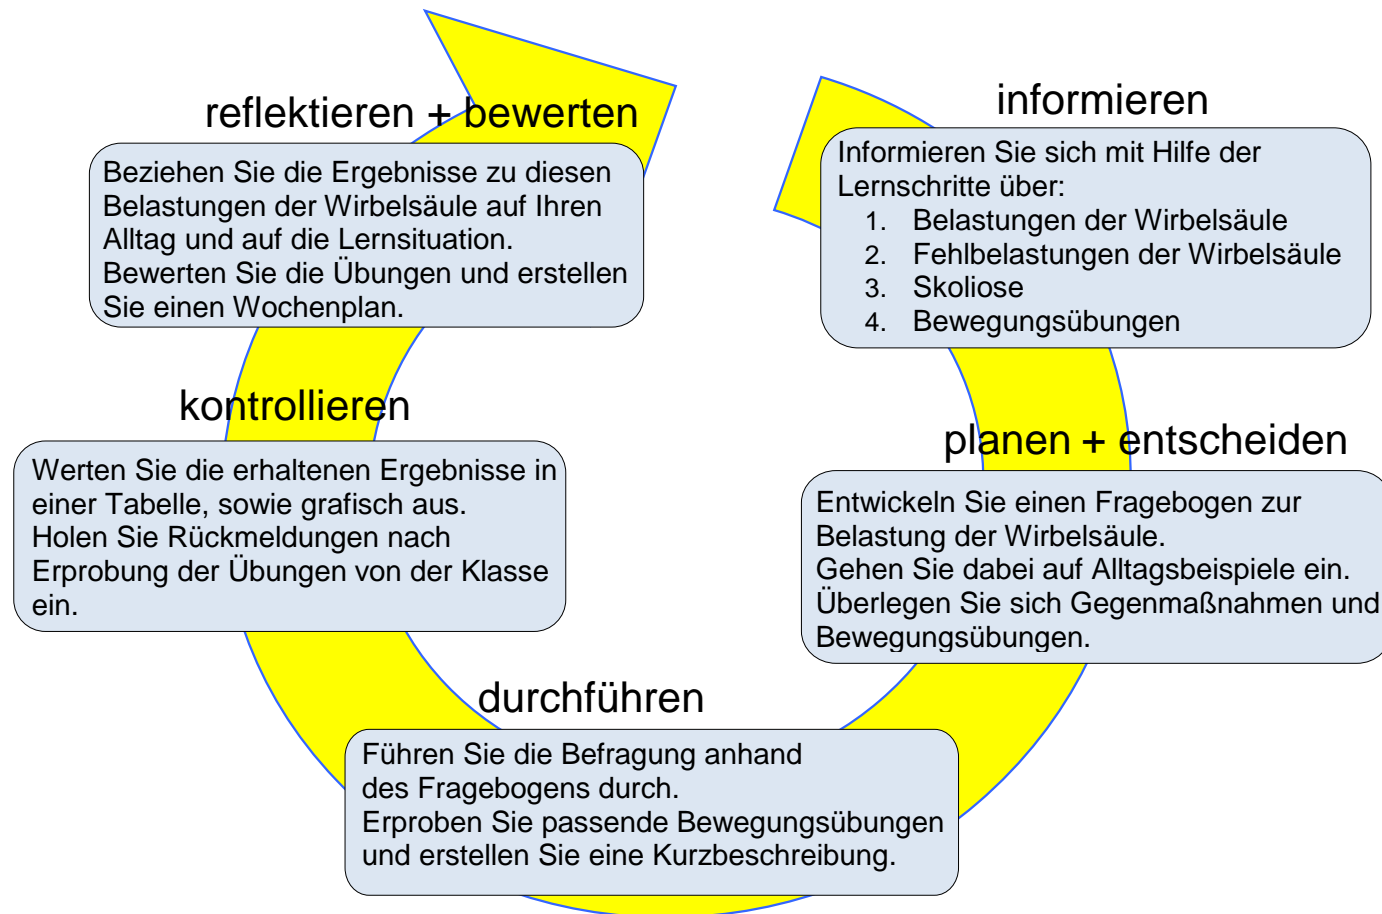 informieren
Informieren Sie sich mit Hilfe der
Lernschritte über:
1. Belastungen der Wirbelsäule
2. Fehlbelastungen der Wirbelsäule
3. Skoliose
4. Bewegungsübungen
planen + entscheiden
Entwickeln Sie einen Fragebogen zur
Belastung der Wirbelsäule.
Gehen Sie dabei auf Alltagsbeispiele ein.
Überlegen Sie sich Gegenmaßnahmen und
Bewegungsübungen.
durchführen
Führen Sie die Befragung anhand
des Fragebogens durch.
Erproben Sie passende Bewegungsübungen
und erstellen Sie eine Kurzbeschreibung.
kontrollieren
Werten Sie die erhaltenen Ergebnisse in
einer Tabelle, sowie grafisch aus.
Holen Sie Rückmeldungen nach
Erprobung der Übungen von der Klasse
ein.
reflektieren + bewerten
Beziehen Sie die Ergebnisse zu diesen
Belastungen der Wirbelsäule auf Ihren
Alltag und auf die Lernsituation.
Bewerten Sie die Übungen und erstellen
Sie einen Wochenplan.